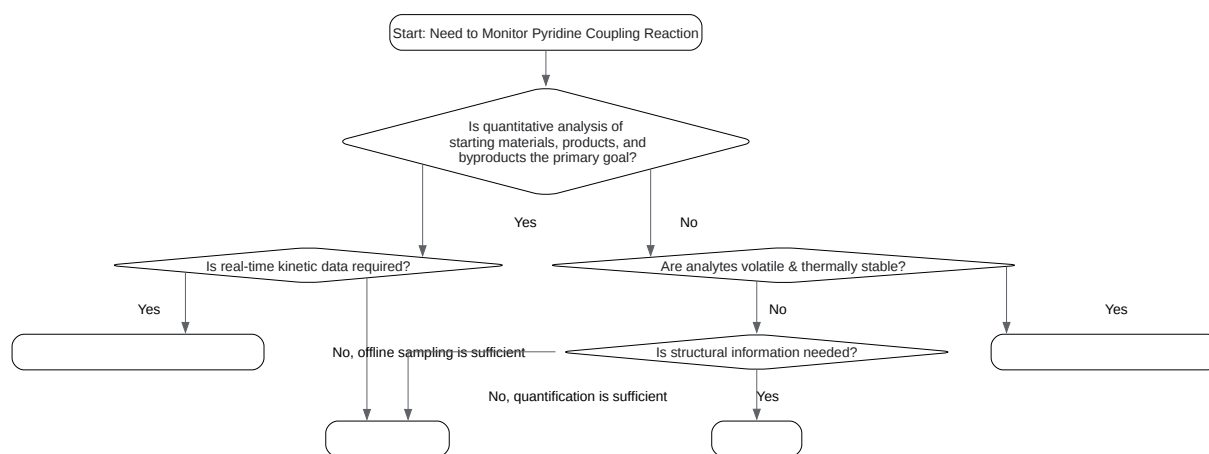 Start: Need to Monitor Pyridine Coupling Reaction
Is quantitative analysis of
starting materials, products, and
byproducts the primary goal?
Yes
No
Is real-time kinetic data required?
Are analytes volatile & thermally stable?
Yes
No
Yes
No, offline sampling is sufficient
Is structural information needed?
No, quantification is sufficient
Yes